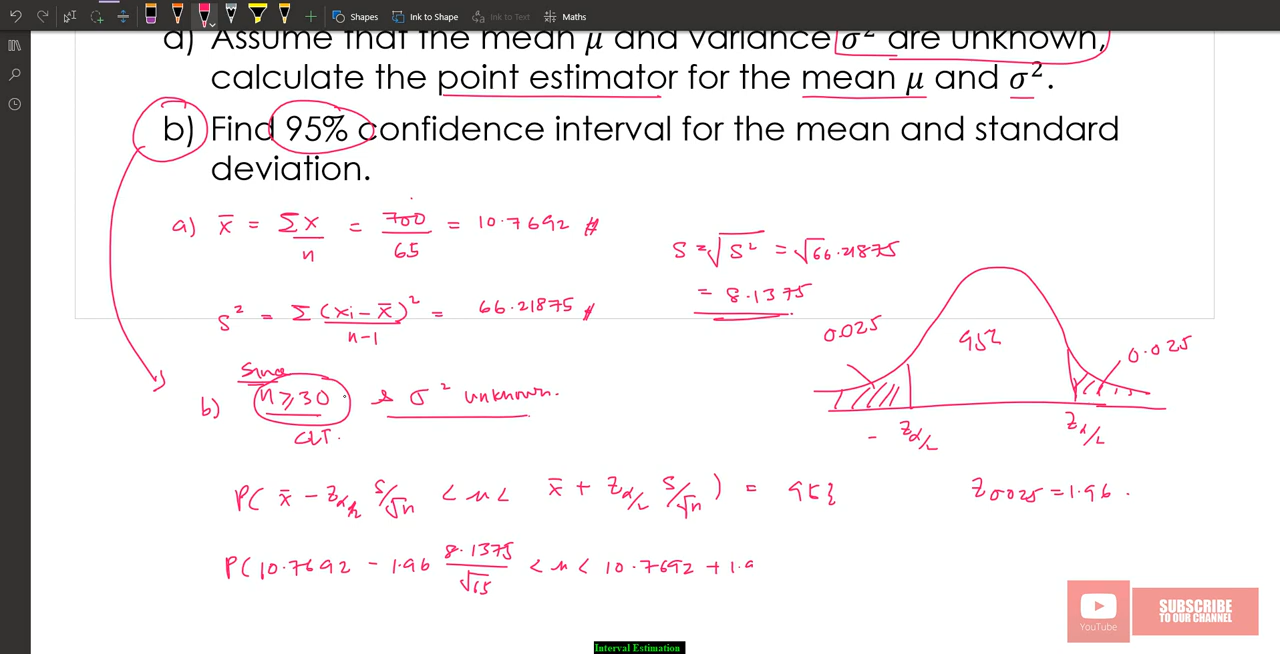 Shapes Ink to Shape Ink to Text Maths
a) Assume that the mean μ and variance σ² are unknown,
calculate the point estimator for the mean μ and σ².
b) Find 95% confidence interval for the mean and standard
deviation.
a) x̄ = Σx/n = 700/65 = 10.7692 #
S = √S² = √66.21875
= 8.1375
S² = Σ(xi - x̄)²/n-1 = 66.21875 #
0.025 95% 0.025
Since
b) n ≥ 30 & σ² unknown.
CLT.
- Zα/2 Zα/2
P( x̄ - Zα/2 S/√n < μ < x̄ + Zα/2 S/√n ) = 95%
Z0.025 = 1.96.
P(10.7692 - 1.96 8.1375/√65 < μ < 10.7692 + 1.9
YouTube
SUBSCRIBE
TO OUR CHANNEL
Interval Estimation